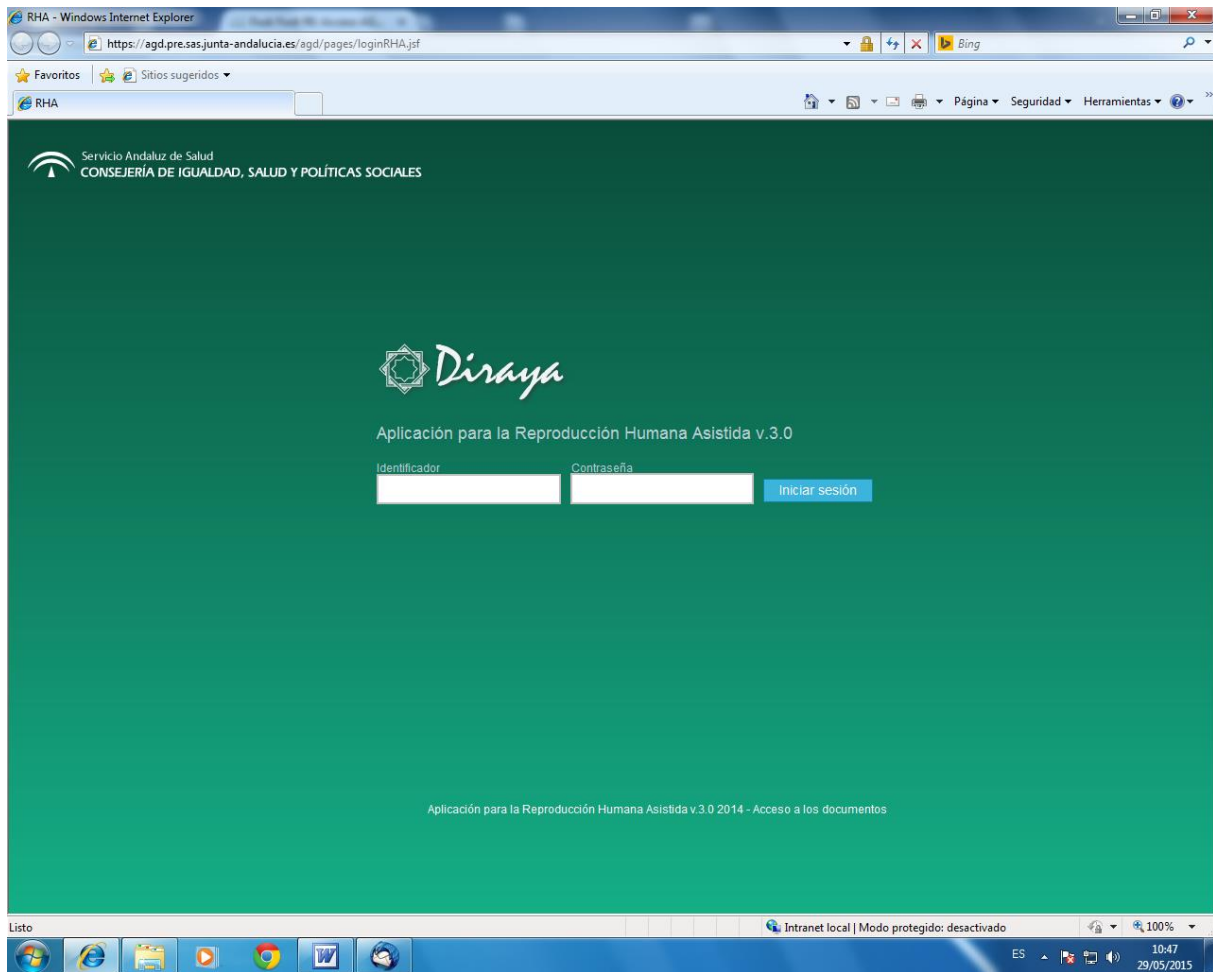 RHA - Windows Internet Explorer
https://agd.pre.sas.junta-andalucia.es/agd/pages/loginRHA.jsf
Bing
Favoritos
Sitios sugeridos
RHA
Página
Seguridad
Herramientas
Servicio Andaluz de Salud
CONSEJERÍA DE IGUALDAD, SALUD Y POLÍTICAS SOCIALES
Diraya
Aplicación para la Reproducción Humana Asistida v.3.0
Identificador
Contraseña
Iniciar sesión
Aplicación para la Reproducción Humana Asistida v.3.0 2014 - Acceso a los documentos
Listo
Intranet local | Modo protegido: desactivado
100%
ES
10:47
29/05/2015